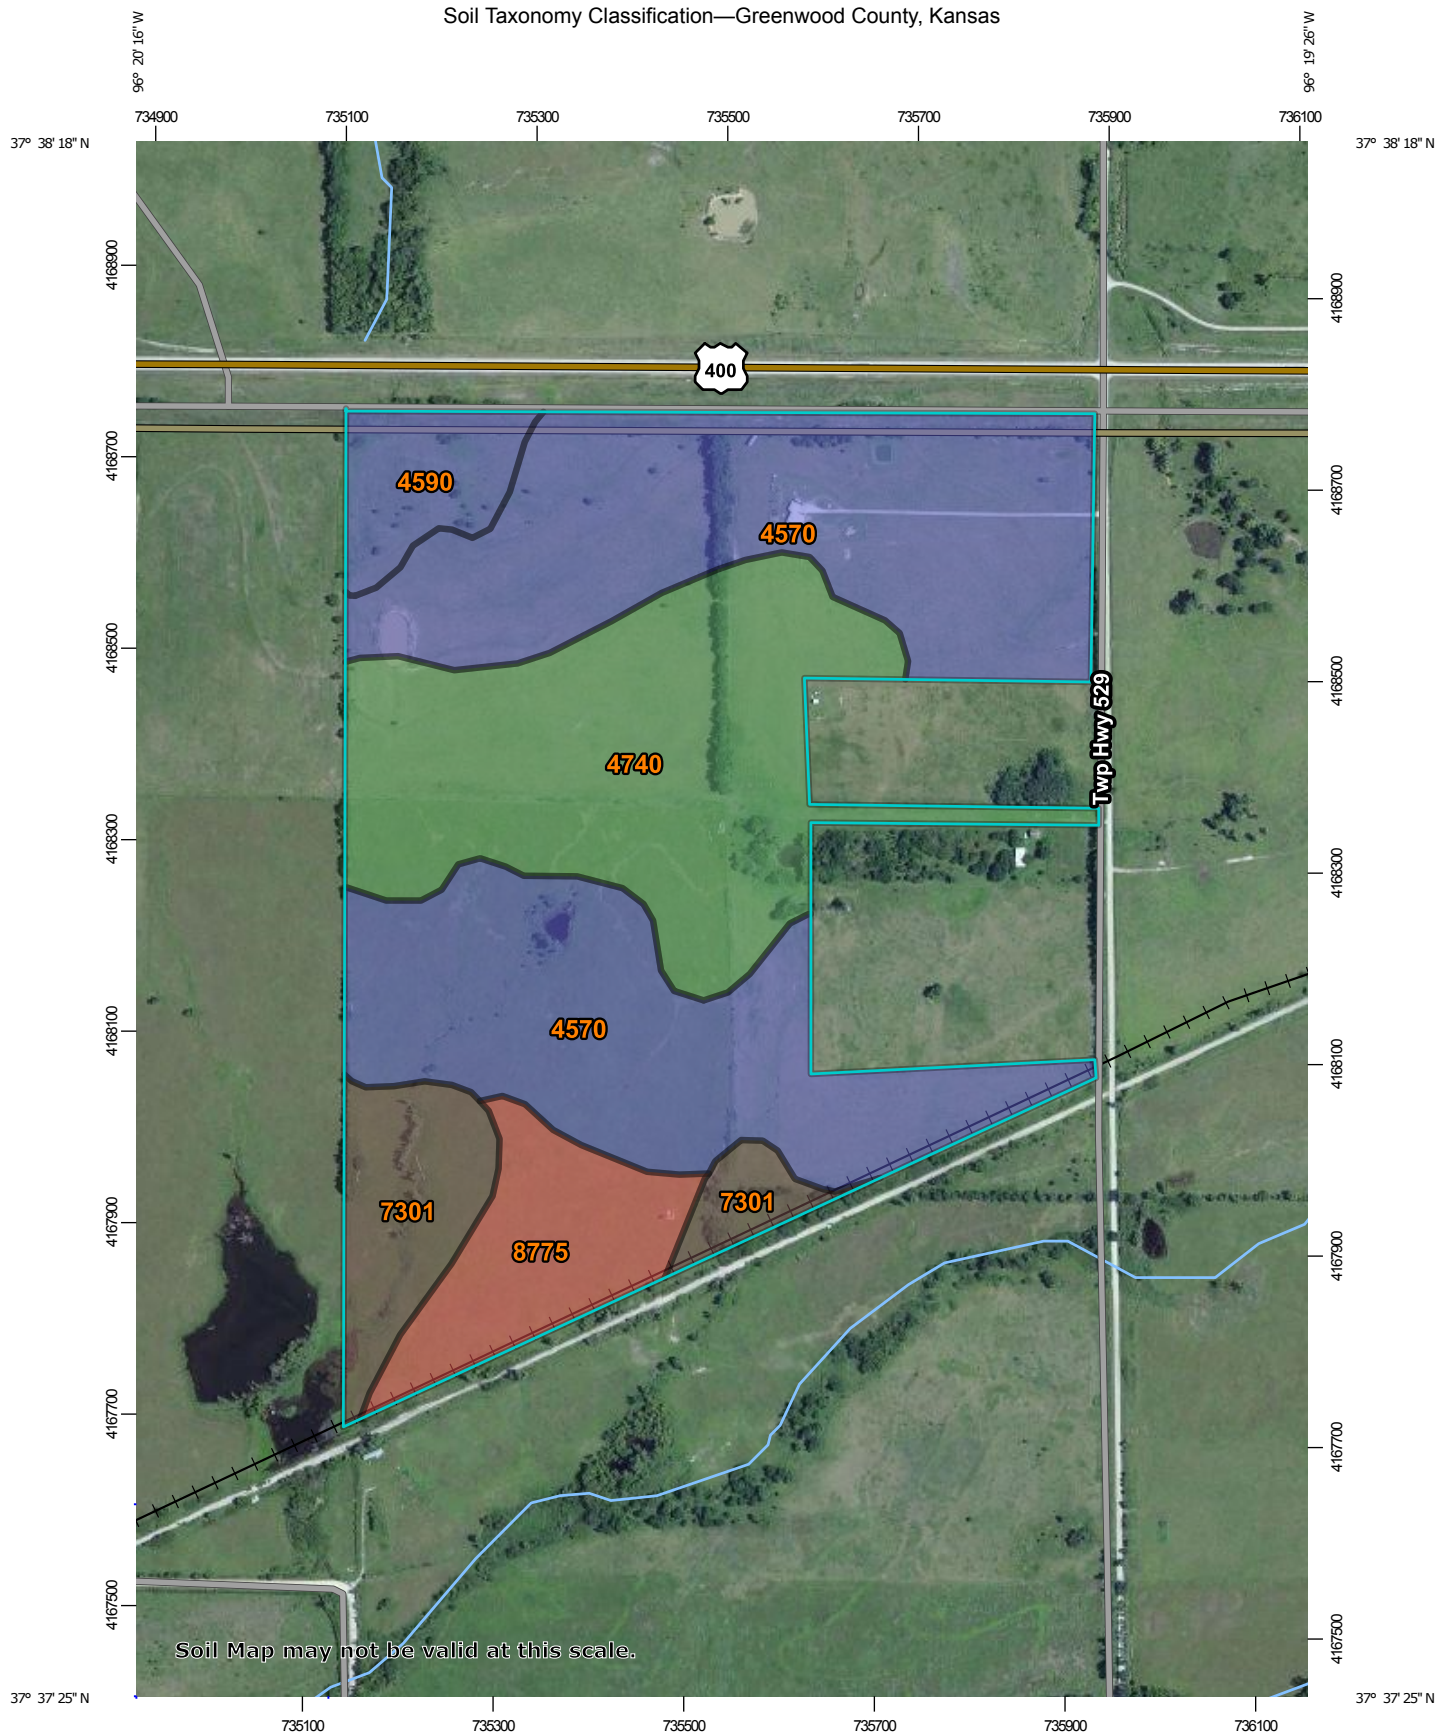 Soil Taxonomy Classification—Greenwood County, Kansas
96° 20' 16" W
96° 19' 26" W
734900 735100 735300 735500 735700 735900 736100
37° 38' 18" N
37° 38' 18" N
4168900
4168900
400
4168700
4168700
4590
4570
4168500
4168500
Twp Hwy 529
4740
4168300
4168300
4168100
4168100
4570
7301
7301
8775
4167900
4167900
4167700
4167700
4167500
4167500
Soil Map may not be valid at this scale.
37° 37' 25" N
37° 37' 25" N
735100 735300 735500 735700 735900 736100